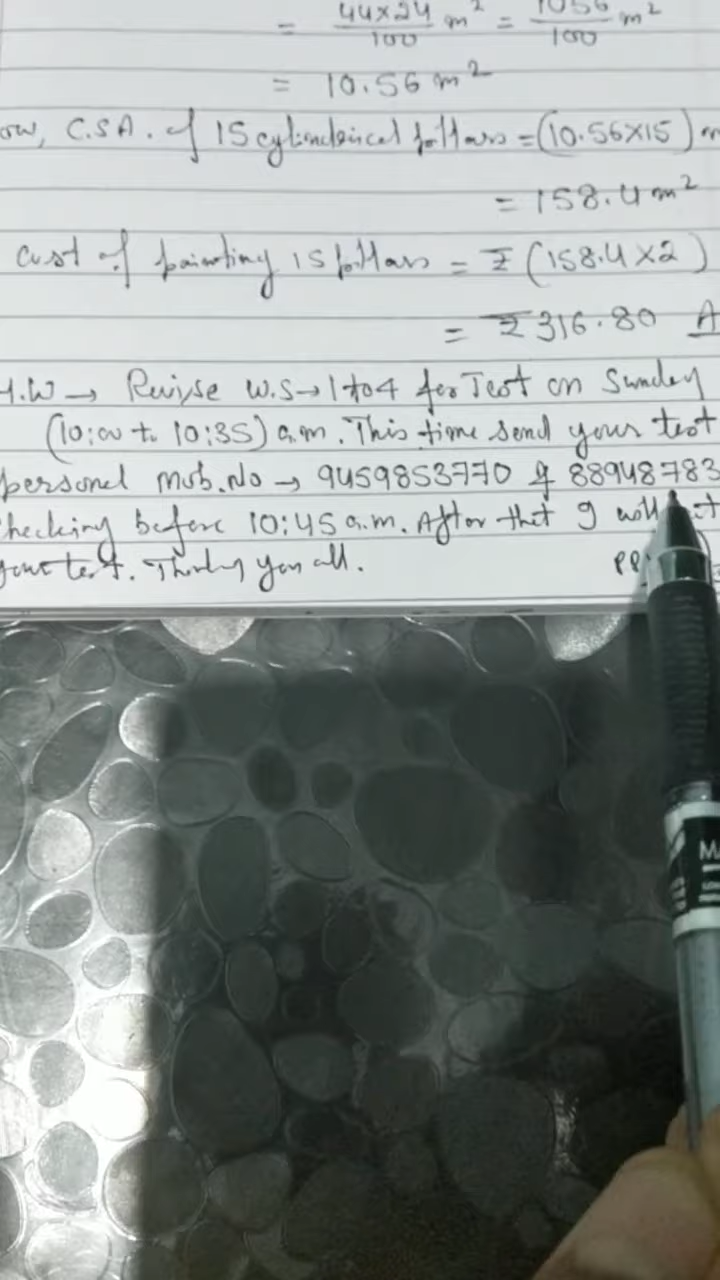 = 44×24/100 m² = 1056/100 m²
= 10.56 m²
ow, C.S.A. of 15 cylinderical pillars = (10.56×15) m
= 158.4 m²
cost of painting 15 pillars = ₹ (158.4×2)
= ₹ 316.80 A
H.W → Revise W.S → 1 to 4 for Test on Sunday
(10:00 to 10:35) a.m. This time send your test
personal mob. No → 9459853770 & 88948783
checking before 10:45 a.m. After that I will
your test. Thank you all.